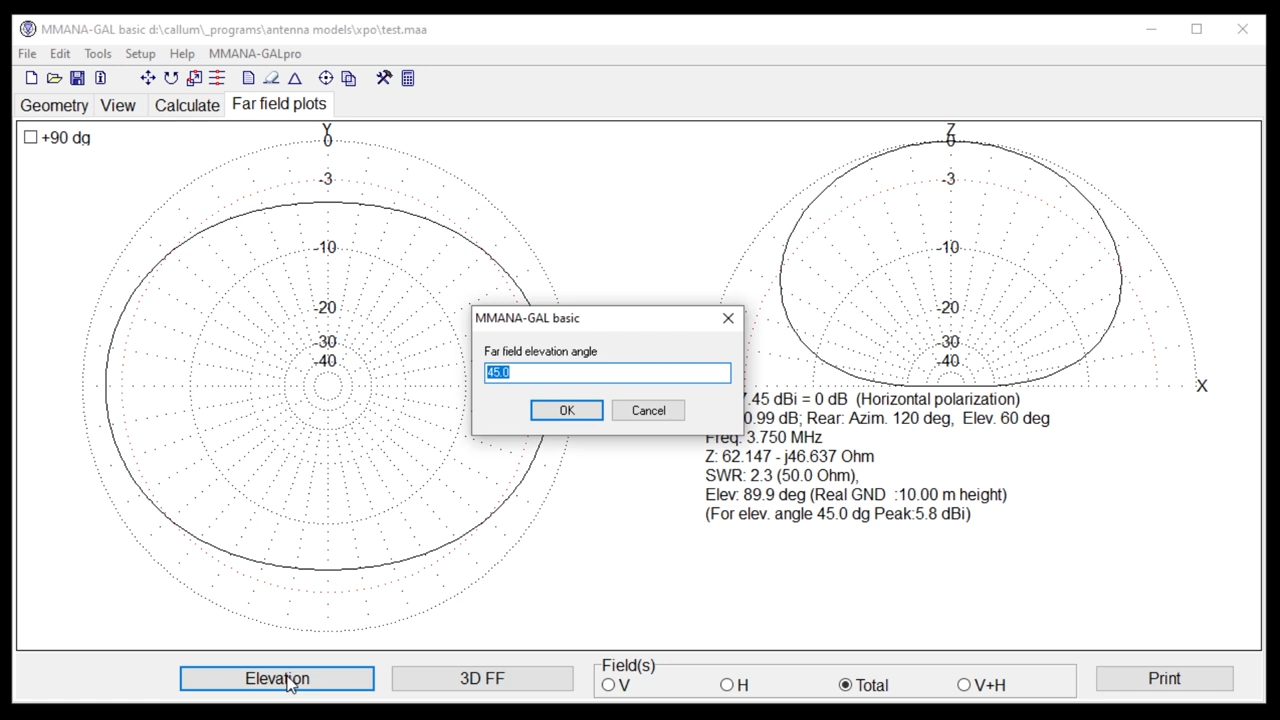 MMANA-GAL basic d:\callum\_programs\antenna models\xpo\test.maa
File Edit Tools Setup Help MMANA-GALpro
Geometry View Calculate Far field plots
+90 dg
Y
0
-3
-10
-20
-30
-40
Z
0
-3
-10
-20
-30
-40
X
MMANA-GAL basic
Far field elevation angle
45.0
OK Cancel
7.45 dBi = 0 dB (Horizontal polarization)
0.99 dB; Rear: Azim. 120 deg, Elev. 60 deg
Freq: 3.750 MHz
Z: 62.147 - j46.637 Ohm
SWR: 2.3 (50.0 Ohm),
Elev: 89.9 deg (Real GND :10.00 m height)
(For elev. angle 45.0 dg Peak:5.8 dBi)
Elevation 3D FF
Field(s)
V H Total V+H
Print